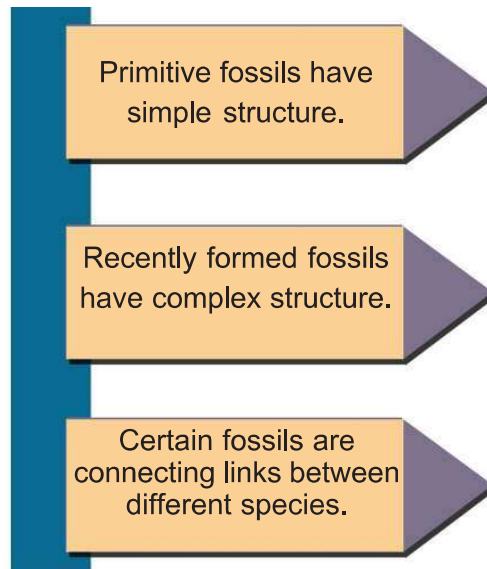 Primitive fossils have
simple structure.
Recently formed fossils
have complex structure.
Certain fossils are
connecting links between
different species.